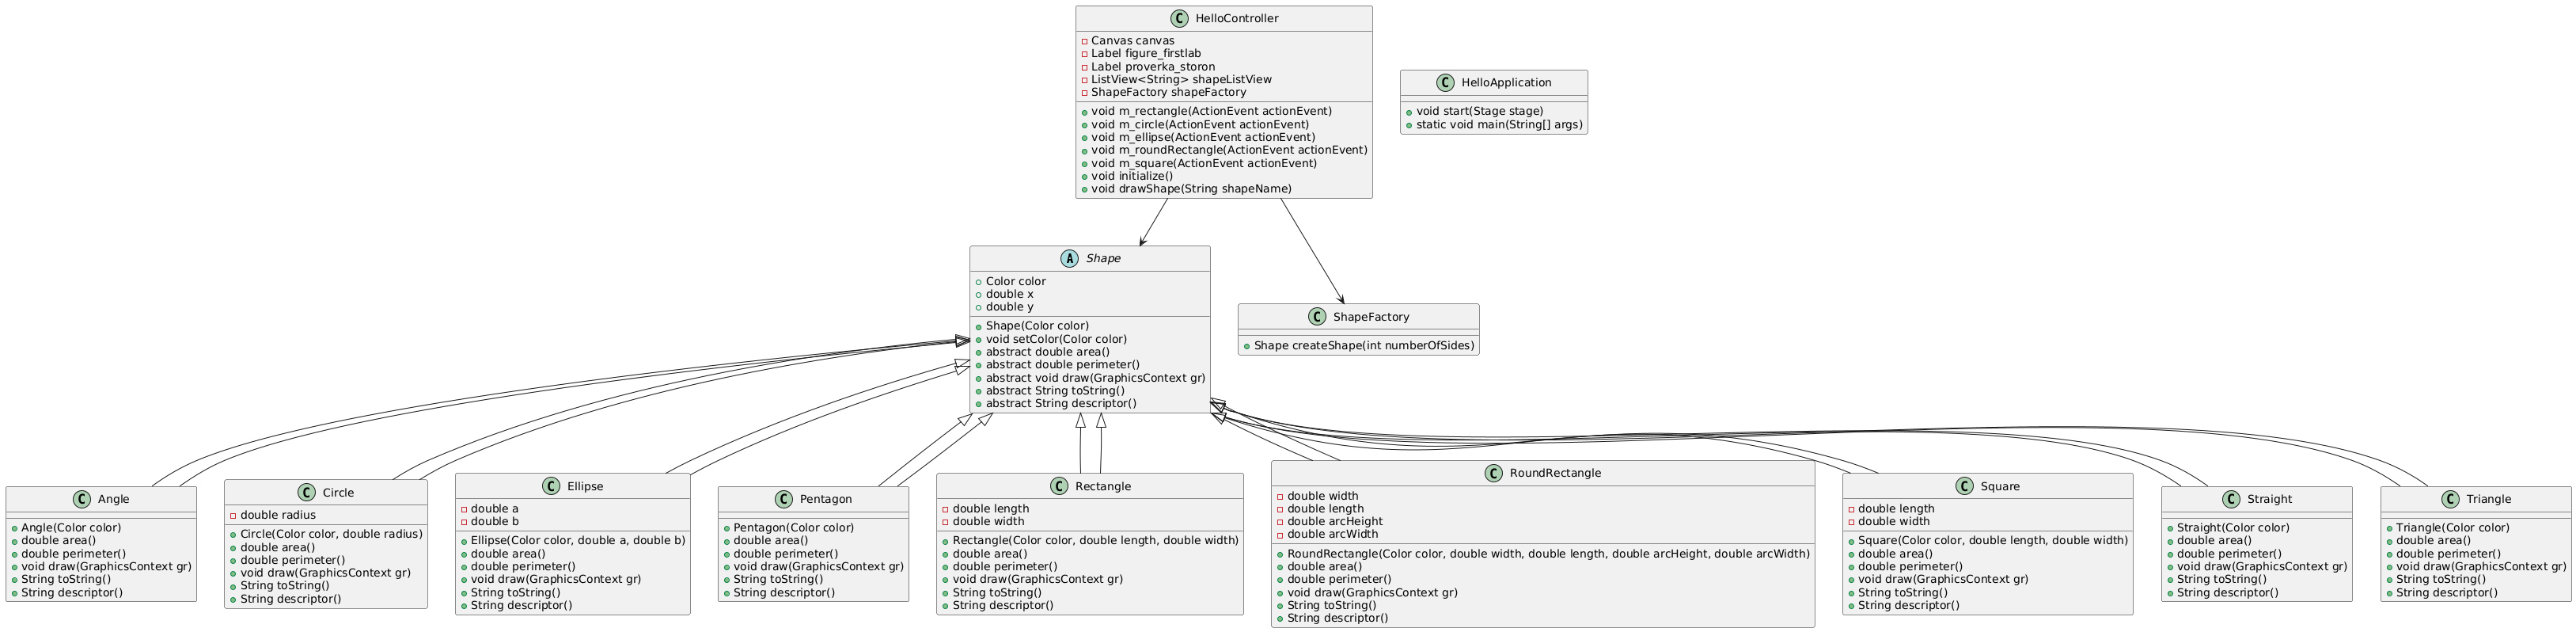 C HelloController
Canvas canvas
Label figure_firstlab
Label proverka_storon
ListView<String> shapeListView
ShapeFactory shapeFactory
void m_rectangle(ActionEvent actionEvent)
void m_circle(ActionEvent actionEvent)
void m_ellipse(ActionEvent actionEvent)
void m_roundRectangle(ActionEvent actionEvent)
void m_square(ActionEvent actionEvent)
void initialize()
void drawShape(String shapeName)
C HelloApplication
void start(Stage stage)
static void main(String[] args)
A Shape
Color color
double x
double y
Shape(Color color)
void setColor(Color color)
abstract double area()
abstract double perimeter()
abstract void draw(GraphicsContext gr)
abstract String toString()
abstract String descriptor()
C ShapeFactory
Shape createShape(int numberOfSides)
C Angle
Angle(Color color)
double area()
double perimeter()
void draw(GraphicsContext gr)
String toString()
String descriptor()
C Circle
double radius
Circle(Color color, double radius)
double area()
double perimeter()
void draw(GraphicsContext gr)
String toString()
String descriptor()
C Ellipse
double a
double b
Ellipse(Color color, double a, double b)
double area()
double perimeter()
void draw(GraphicsContext gr)
String toString()
String descriptor()
C Pentagon
Pentagon(Color color)
double area()
double perimeter()
void draw(GraphicsContext gr)
String toString()
String descriptor()
C Rectangle
double length
double width
Rectangle(Color color, double length, double width)
double area()
double perimeter()
void draw(GraphicsContext gr)
String toString()
String descriptor()
C RoundRectangle
double width
double length
double arcHeight
double arcWidth
RoundRectangle(Color color, double width, double length, double arcHeight, double arcWidth)
double area()
double perimeter()
void draw(GraphicsContext gr)
String toString()
String descriptor()
C Square
double length
double width
Square(Color color, double length, double width)
double area()
double perimeter()
void draw(GraphicsContext gr)
String toString()
String descriptor()
C Straight
Straight(Color color)
double area()
double perimeter()
void draw(GraphicsContext gr)
String toString()
String descriptor()
C Triangle
Triangle(Color color)
double area()
double perimeter()
void draw(GraphicsContext gr)
String toString()
String descriptor()